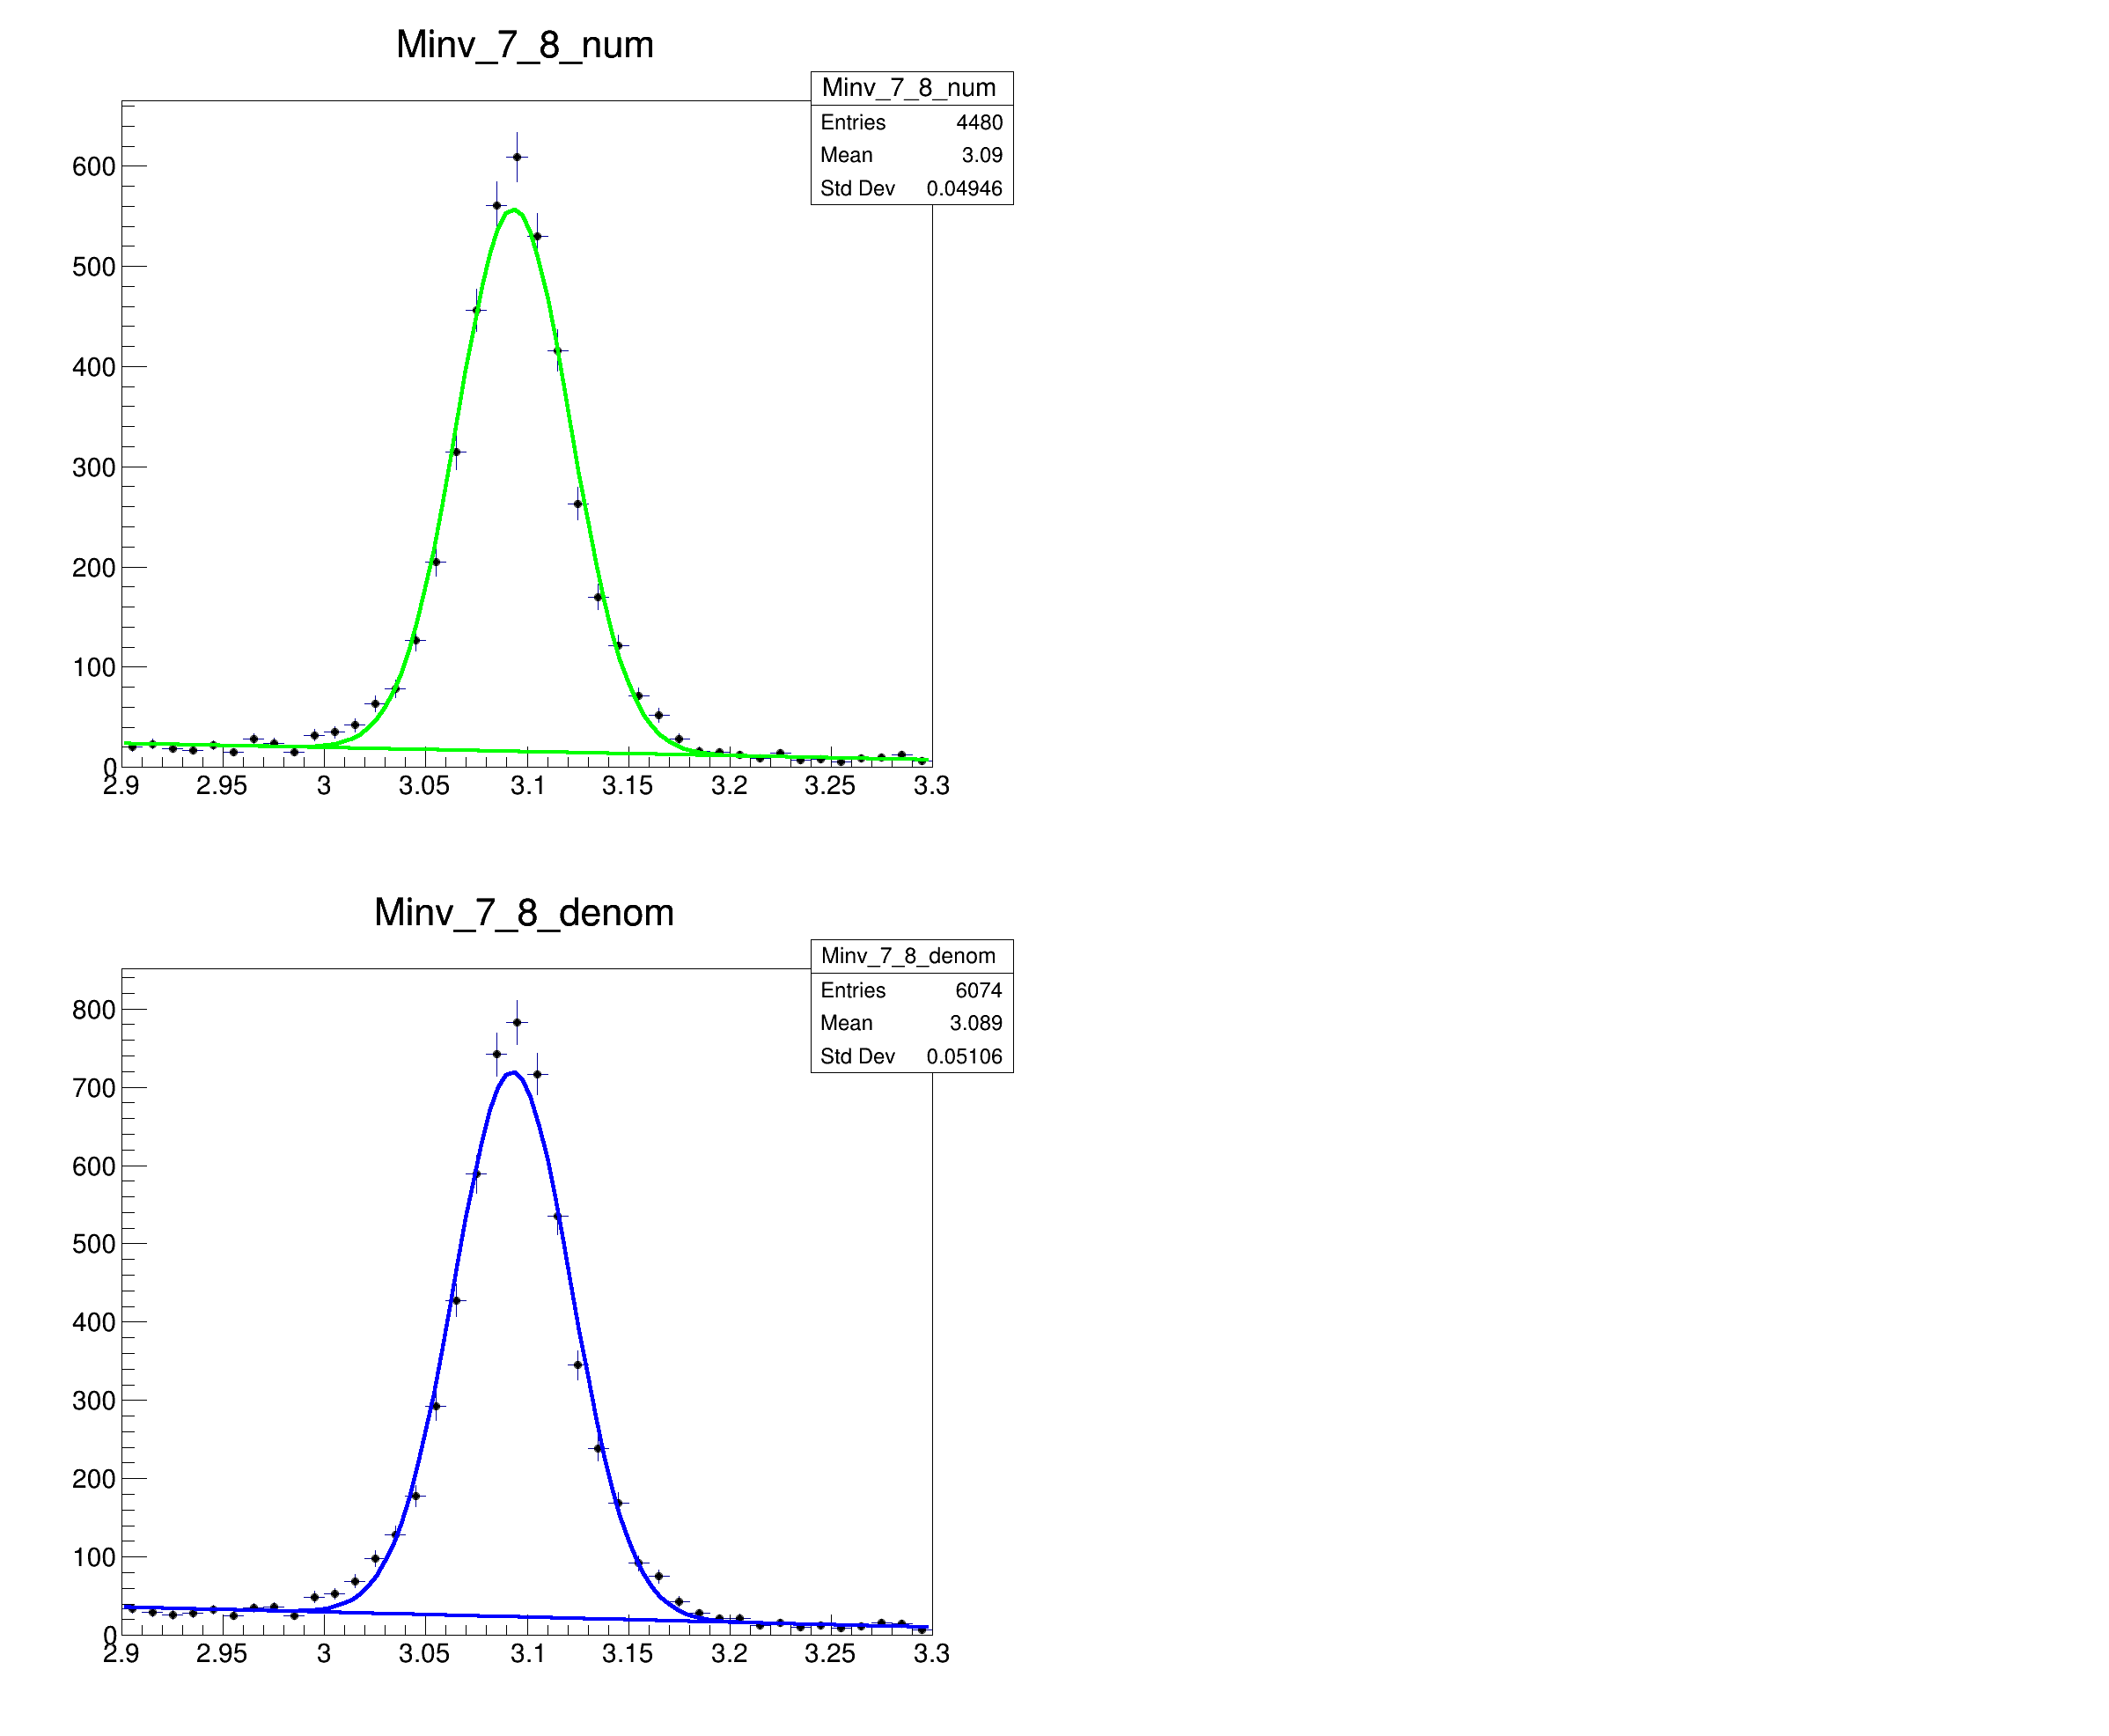 Minv_7_8_num
Minv_7_8_num
Entries 4480
Mean 3.09
Std Dev 0.04946
600
500
400
300
200
100
0
2.9 2.95 3 3.05 3.1 3.15 3.2 3.25 3.3
Minv_7_8_denom
Minv_7_8_denom
Entries 6074
Mean 3.089
Std Dev 0.05106
800
700
600
500
400
300
200
100
0
2.9 2.95 3 3.05 3.1 3.15 3.2 3.25 3.3